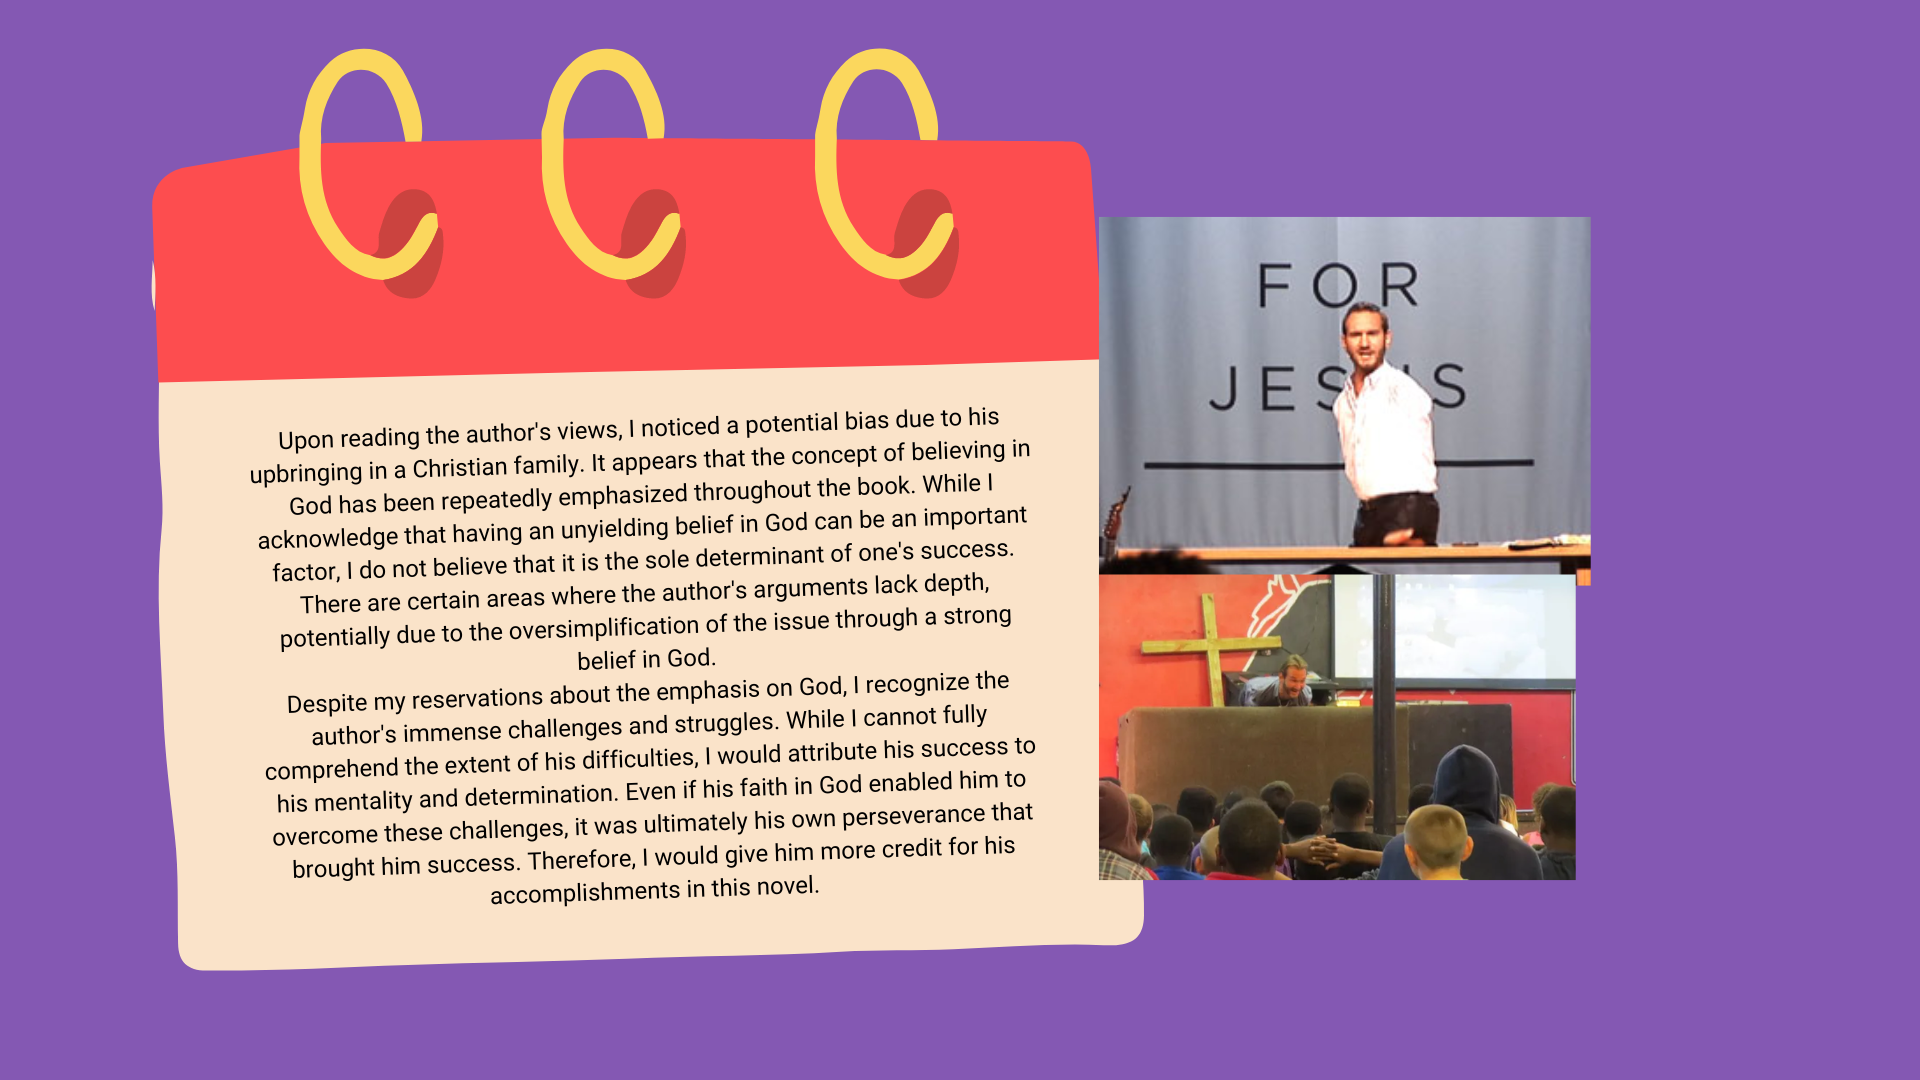 Upon reading the author's views, I noticed a potential bias due to his
upbringing in a Christian family. It appears that the concept of believing in
God has been repeatedly emphasized throughout the book. While I
acknowledge that having an unyielding belief in God can be an important
factor, I do not believe that it is the sole determinant of one's success.
There are certain areas where the author's arguments lack depth,
potentially due to the oversimplification of the issue through a strong
belief in God.
Despite my reservations about the emphasis on God, I recognize the
author's immense challenges and struggles. While I cannot fully
comprehend the extent of his difficulties, I would attribute his success to
his mentality and determination. Even if his faith in God enabled him to
overcome these challenges, it was ultimately his own perseverance that
brought him success. Therefore, I would give him more credit for his
accomplishments in this novel.
FOR
JESUS